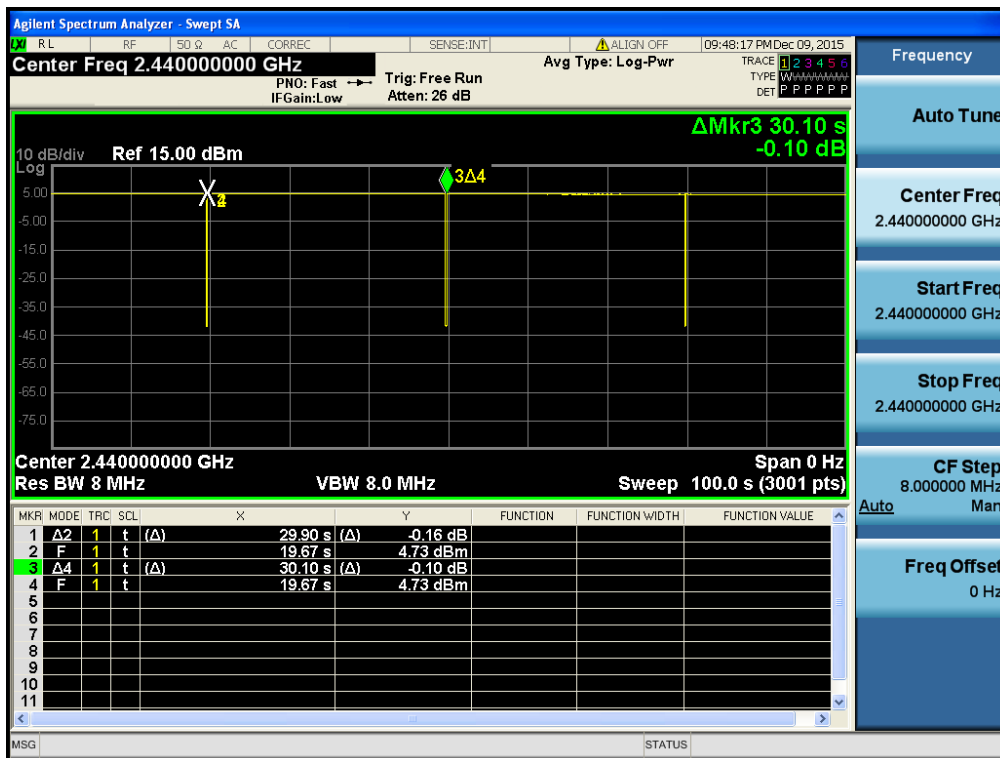 Agilent Spectrum Analyzer - Swept SA
LXI RL RF 50 Ω AC CORREC SENSE:INT ALIGN OFF 09:48:17 PM Dec 09, 2015
Center Freq 2.440000000 GHz
PNO: Fast
IFGain:Low
Trig: Free Run
Atten: 26 dB
Avg Type: Log-Pwr
TRACE 1 2 3 4 5 6
TYPE W
DET P P P P P P
ΔMkr3 30.10 s
-0.10 dB
10 dB/div Ref 15.00 dBm
Log
5.00
-5.00
-15.0
-25.0
-35.0
-45.0
-55.0
-65.0
-75.0
3Δ4
Center 2.440000000 GHz Span 0 Hz
Res BW 8 MHz VBW 8.0 MHz Sweep 100.0 s (3001 pts)
MKR MODE TRC SCL X Y FUNCTION FUNCTION WIDTH FUNCTION VALUE
1 Δ2 1 t (Δ) 29.90 s (Δ) -0.16 dB
2 F 1 t 19.67 s 4.73 dBm
3 Δ4 1 t (Δ) 30.10 s (Δ) -0.10 dB
4 F 1 t 19.67 s 4.73 dBm
5
6
7
8
9
10
11
MSG STATUS
Frequency
Auto Tune
Center Freq
2.440000000 GHz
Start Freq
2.440000000 GHz
Stop Freq
2.440000000 GHz
CF Step
8.000000 MHz
Auto Man
Freq Offset
0 Hz